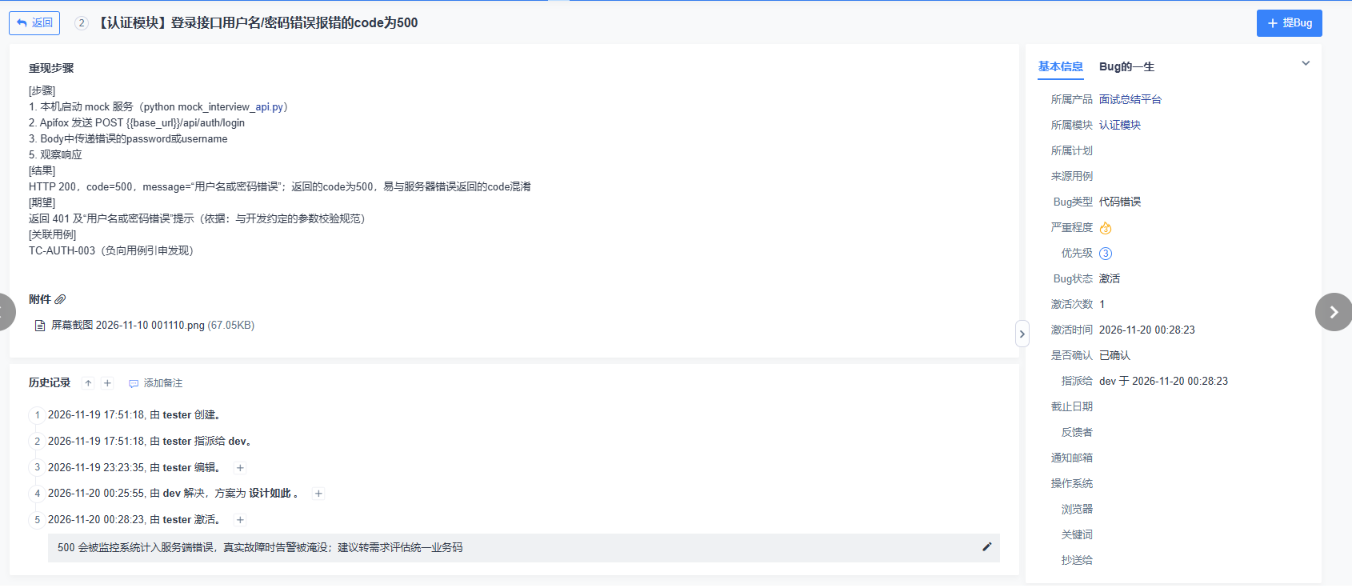 返回
2
【认证模块】登录接口用户名/密码错误报错的code为500
提Bug
重现步骤
[步骤]
1. 本机启动 mock 服务（python mock_interview_api.py）
2. Apifox 发送 POST {{base_url}}/api/auth/login
3. Body中传递错误的password或username
5. 观察响应
[结果]
HTTP 200，code=500，message=“用户名或密码错误”；返回的code为500，易与服务器错误返回的code混淆
[期望]
返回 401 及“用户名或密码错误”提示（依据：与开发约定的参数校验规范）
[关联用例]
TC-AUTH-003（负向用例引申发现）
附件
屏幕截图 2026-11-10 001110.png (67.05KB)
历史记录
添加备注
1 2026-11-19 17:51:18, 由 tester 创建。
2 2026-11-19 17:51:18, 由 tester 指派给 dev。
3 2026-11-19 23:23:35, 由 tester 编辑。
4 2026-11-20 00:25:55, 由 dev 解决，方案为 设计如此 。
5 2026-11-20 00:28:23, 由 tester 激活。
500 会被监控系统计入服务端错误，真实故障时告警被淹没；建议转需求评估统一业务码
基本信息 Bug的一生
所属产品 面试总结平台
所属模块 认证模块
所属计划
来源用例
Bug类型 代码错误
严重程度
优先级 3
Bug状态 激活
激活次数 1
激活时间 2026-11-20 00:28:23
是否确认 已确认
指派给 dev 于 2026-11-20 00:28:23
截止日期
反馈者
通知邮箱
操作系统
浏览器
关键词
抄送给